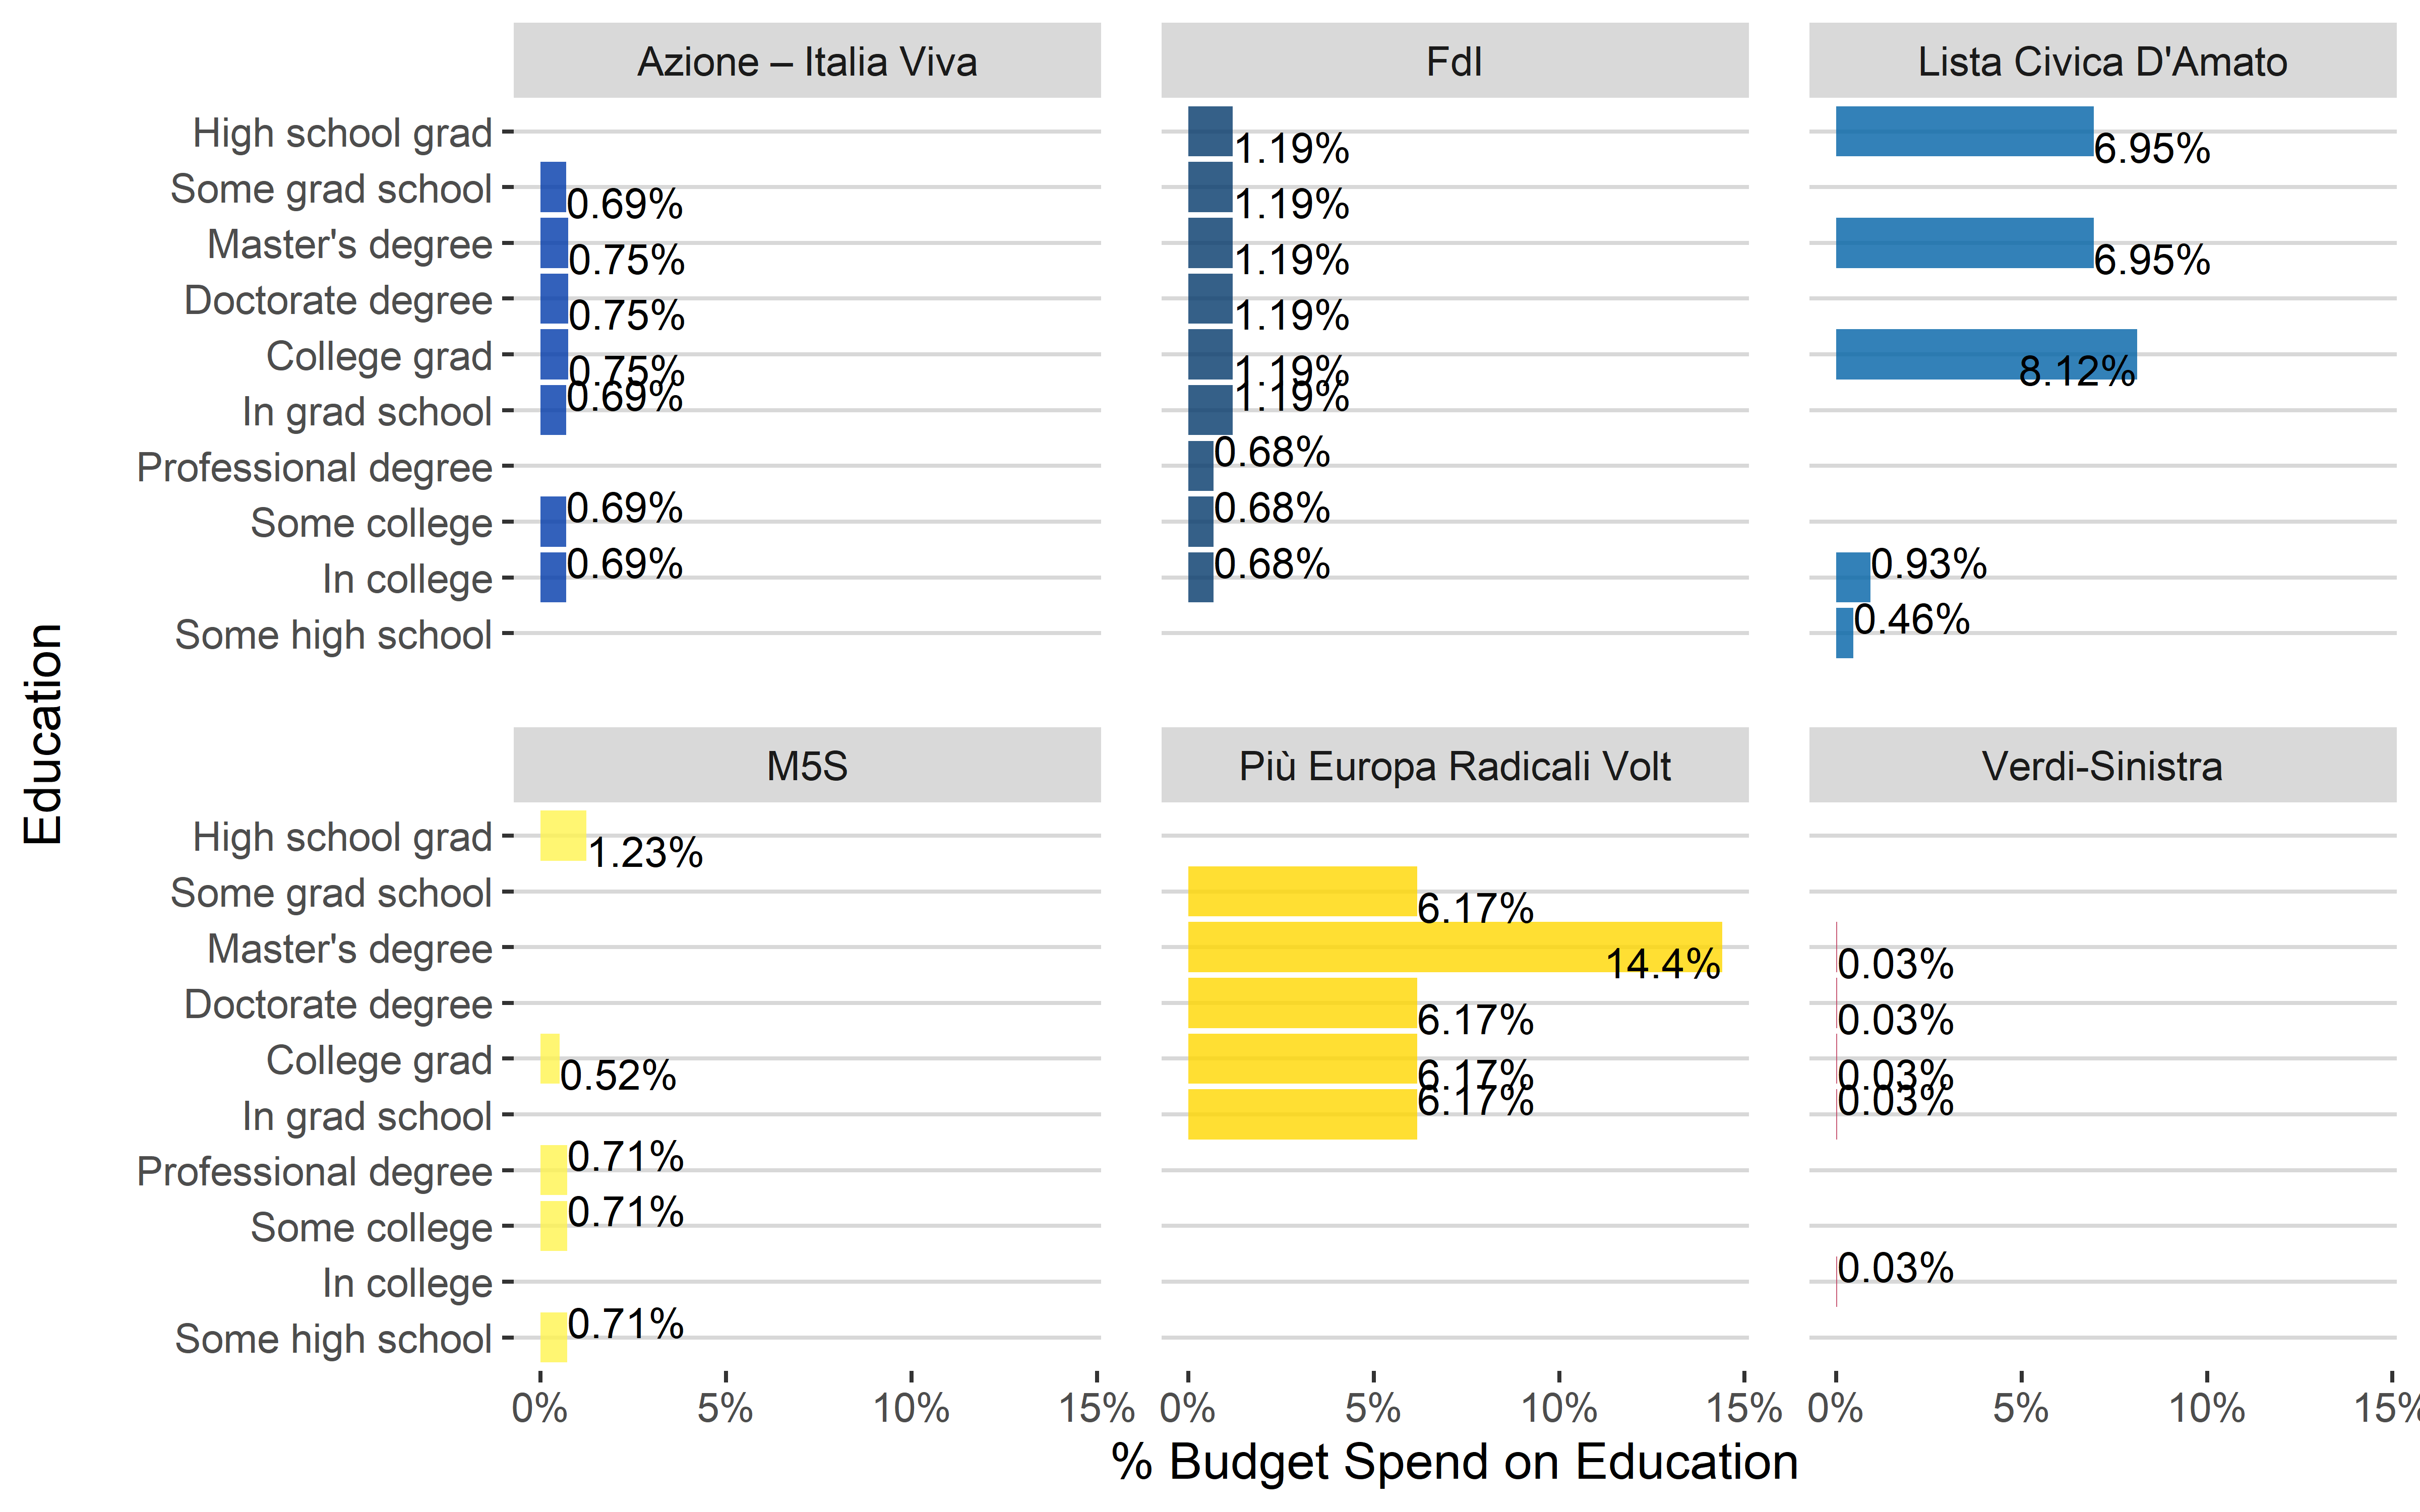 Azione – Italia Viva
FdI
Lista Civica D'Amato
High school grad
1.19%
6.95%
Some grad school
0.69%
1.19%
Master's degree
0.75%
1.19%
6.95%
Doctorate degree
0.75%
1.19%
College grad
0.75%
1.19%
8.12%
In grad school
0.69%
1.19%
Professional degree
0.68%
Some college
0.69%
0.68%
In college
0.69%
0.68%
0.93%
Some high school
0.46%
Education
M5S
Più Europa Radicali Volt
Verdi-Sinistra
High school grad
1.23%
Some grad school
6.17%
Master's degree
14.4%
0.03%
Doctorate degree
6.17%
0.03%
College grad
0.52%
6.17%
0.03%
In grad school
6.17%
0.03%
Professional degree
0.71%
Some college
0.71%
In college
0.03%
Some high school
0.71%
0% 5% 10% 15% 0% 5% 10% 15% 0% 5% 10% 15%
% Budget Spend on Education